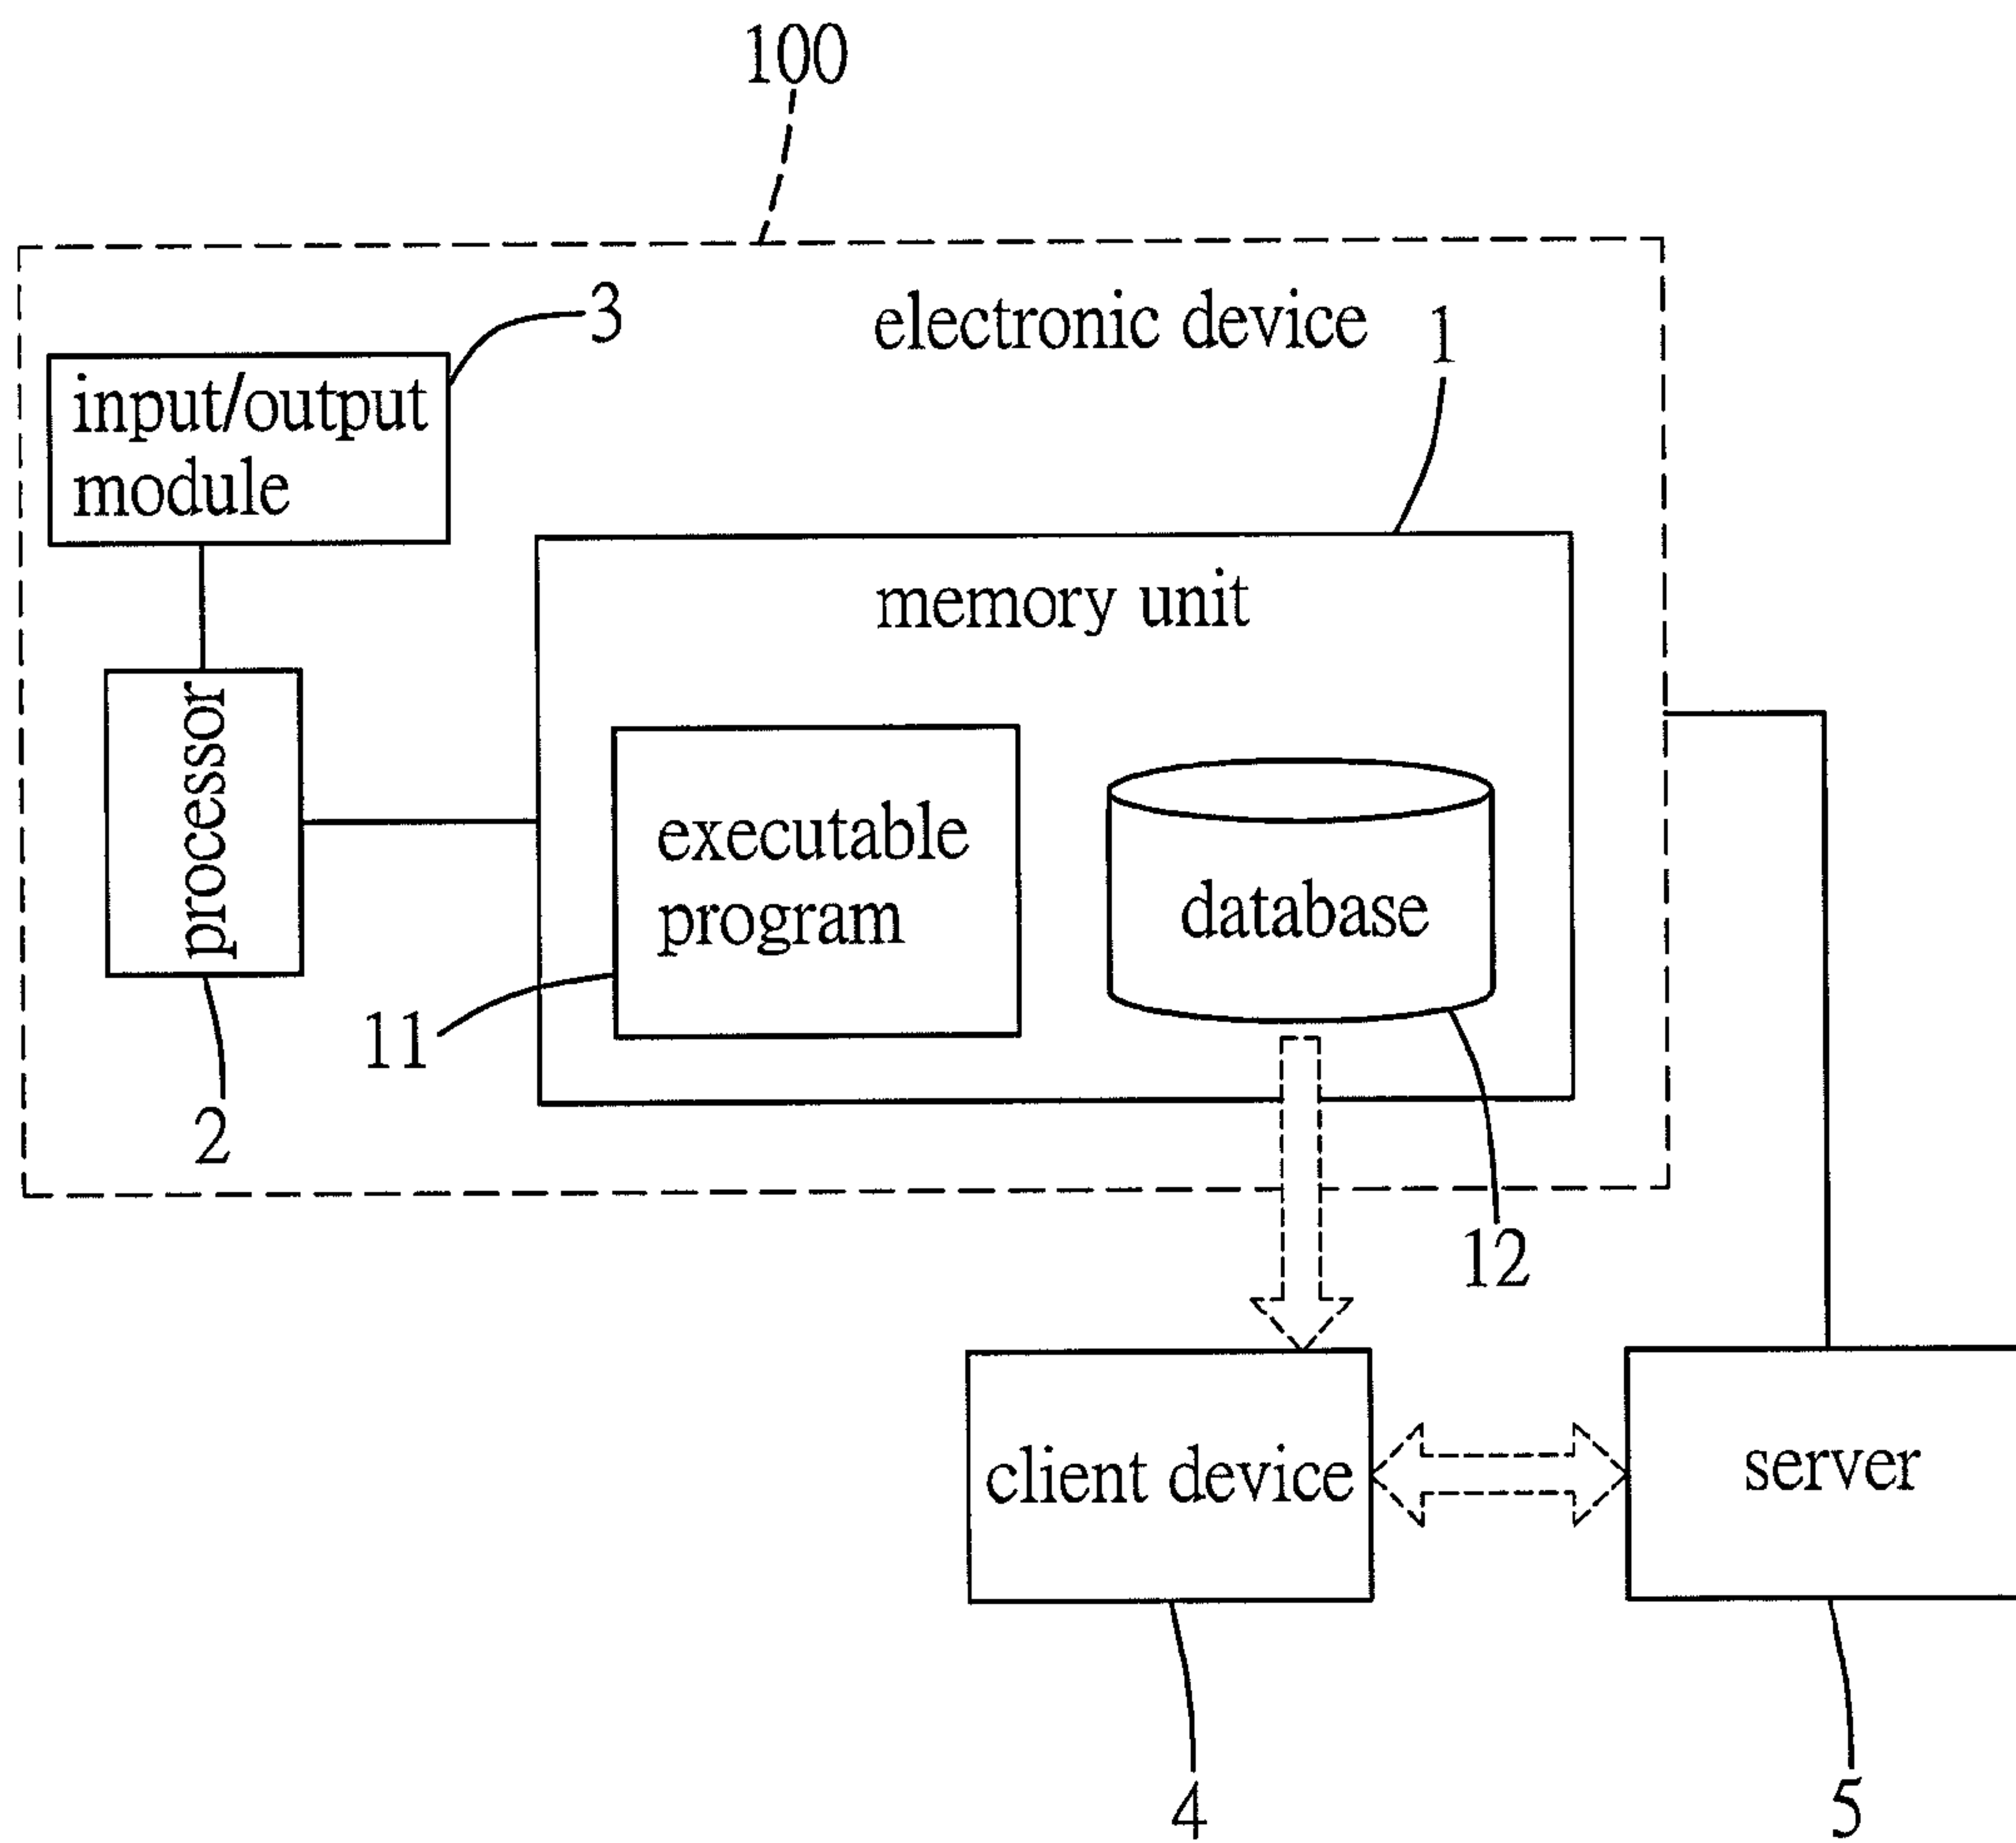 100
3
electronic device
1
input/output
module
memory unit
processor
executable
program
database
11
2
12
client device
server
4
5